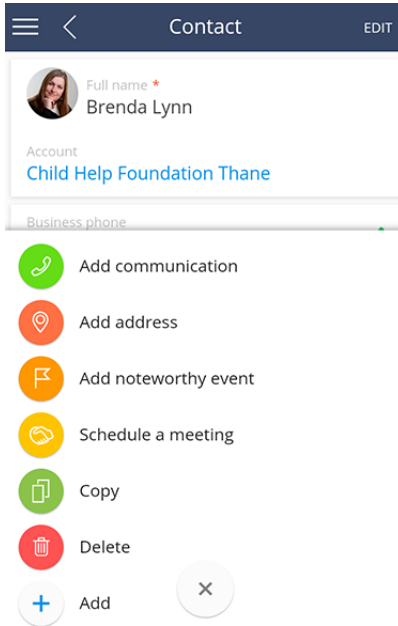 Contact
EDIT
Full name *
Brenda Lynn
Account
Child Help Foundation Thane
Business phone
Add communication
Add address
Add noteworthy event
Schedule a meeting
Copy
Delete
Add